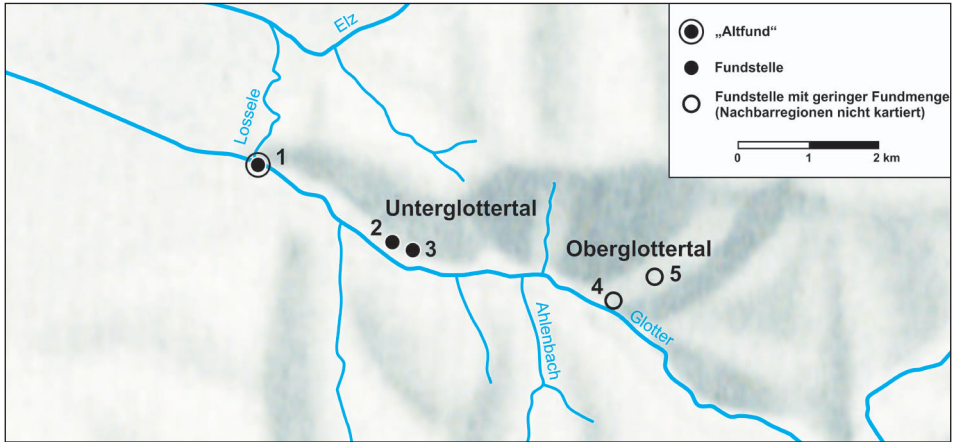 Elz
Lossele
1
Unterglottertal
2
3
Oberglottertal
5
4
Glotter
Ahlenbach
„Altfund“
Fundstelle
Fundstelle mit geringer Fundmenge
(Nachbarregionen nicht kartiert)
0 1 2 km